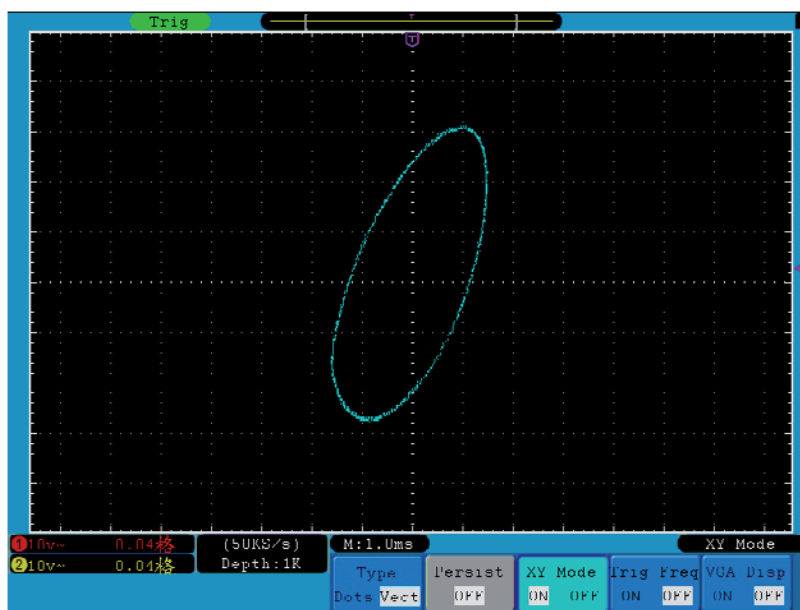 Trig
T
T
1 10v~ 0.04格 (50KS/s) M:1.0ms XY Mode
2 10v~ 0.04格 Depth:1K
Type Persist XY Mode Trig Freq VGA Disp
Dots Vect OFF ON OFF ON OFF ON OFF